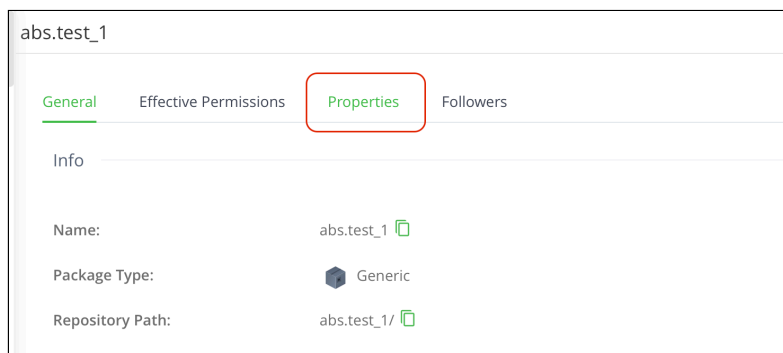 abs.test_1
General Effective Permissions Properties Followers
Info
Name: abs.test_1
Package Type: Generic
Repository Path: abs.test_1/